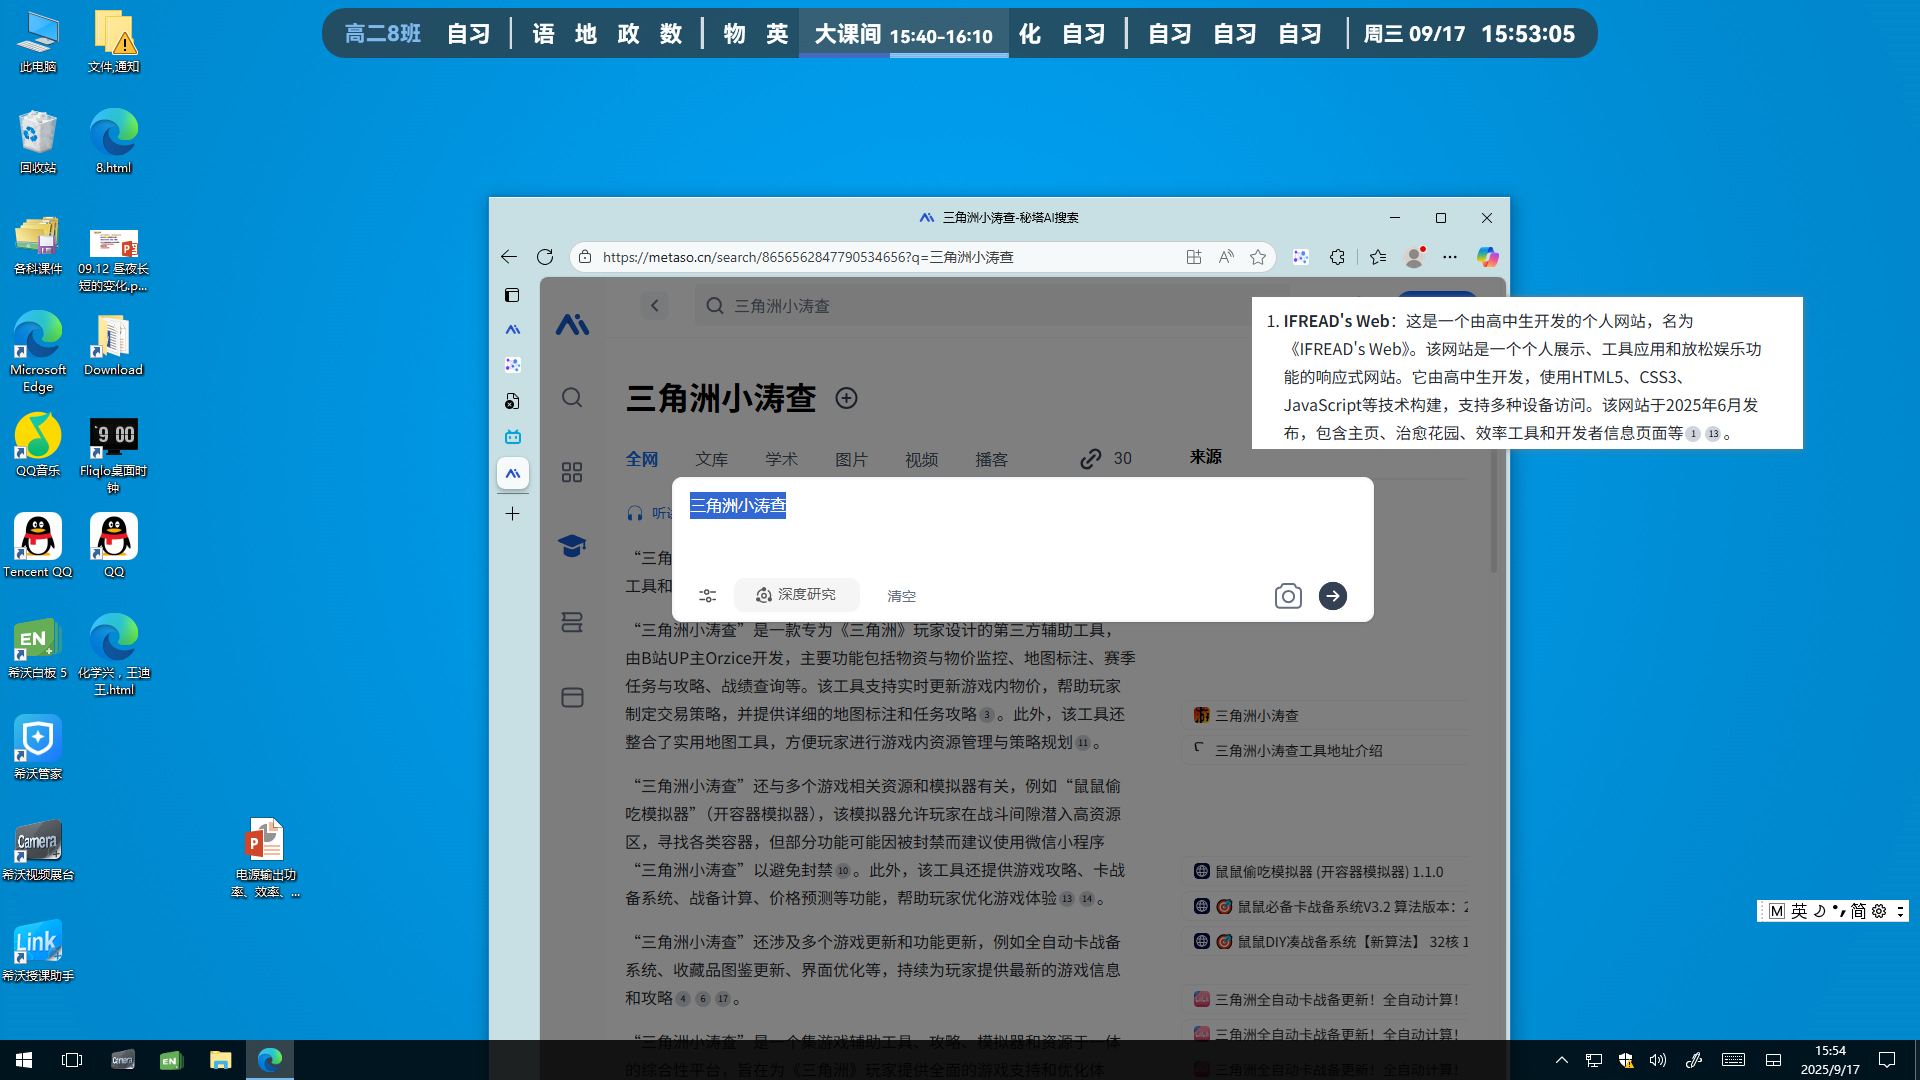 高二8班 自习 语 地 政 数 物 英 大课间 15:40-16:10 化 自习 自习 自习 自习 周三 09/17 15:53:05
此电脑
文件,通知
回收站
8.html
各科课件
09.12 昼夜长
短的变化.p...
Microsoft
Edge
Download
QQ音乐
9 00
Fliqlo桌面时
钟
Tencent QQ
QQ
EN
希沃白板 5
化学兴，王迪
王.html
希沃管家
Camera
希沃视频展台
电源输出功
率、效率、...
Link
希沃授课助手
三角洲小涛查-秘塔AI搜索
https://metaso.cn/search/8656562847790534656?q=三角洲小涛查
三角洲小涛查
三角洲小涛查
全网 文库 学术 图片 视频 播客 30 来源
三角洲小涛查
深度研究 清空
“三角
工具和
“三角洲小涛查”是一款专为《三角洲》玩家设计的第三方辅助工具，
由B站UP主Orzice开发，主要功能包括物资与物价监控、地图标注、赛季
任务与攻略、战绩查询等。该工具支持实时更新游戏内物价，帮助玩家
制定交易策略，并提供详细的地图标注和任务攻略 3 。此外，该工具还
整合了实用地图工具，方便玩家进行游戏内资源管理与策略规划 11 。
“三角洲小涛查”还与多个游戏相关资源和模拟器有关，例如“鼠鼠偷
吃模拟器”（开容器模拟器），该模拟器允许玩家在战斗间隙潜入高资源
区，寻找各类容器，但部分功能可能因被封禁而建议使用微信小程序
“三角洲小涛查”以避免封禁 10 。此外，该工具还提供游戏攻略、卡战
备系统、战备计算、价格预测等功能，帮助玩家优化游戏体验 13 14 。
“三角洲小涛查”还涉及多个游戏更新和功能更新，例如全自动卡战备
系统、收藏品图鉴更新、界面优化等，持续为玩家提供最新的游戏信息
和攻略 4 6 17 。
“三角洲小涛查”是一个集游戏辅助工具、攻略、模拟器和资源于一体
的综合性平台，旨在为《三角洲》玩家提供全面的游戏支持和优化体
三角洲小涛查
三角洲小涛查工具地址介绍
鼠鼠偷吃模拟器 (开容器模拟器) 1.1.0
鼠鼠必备卡战备系统V3.2 算法版本：2
鼠鼠DIY凑战备系统【新算法】 32核 1
三角洲全自动卡战备更新！全自动计算！
三角洲全自动卡战备更新！全自动计算！
三角洲全自动卡战备更新！全自动计算！
1. IFREAD's Web：这是一个由高中生开发的个人网站，名为
《IFREAD's Web》。该网站是一个个人展示、工具应用和放松娱乐功
能的响应式网站。它由高中生开发，使用HTML5、CSS3、
JavaScript等技术构建，支持多种设备访问。该网站于2025年6月发
布，包含主页、治愈花园、效率工具和开发者信息页面等 1 13 。
M 英 简
Camera
EN
15:54
2025/9/17